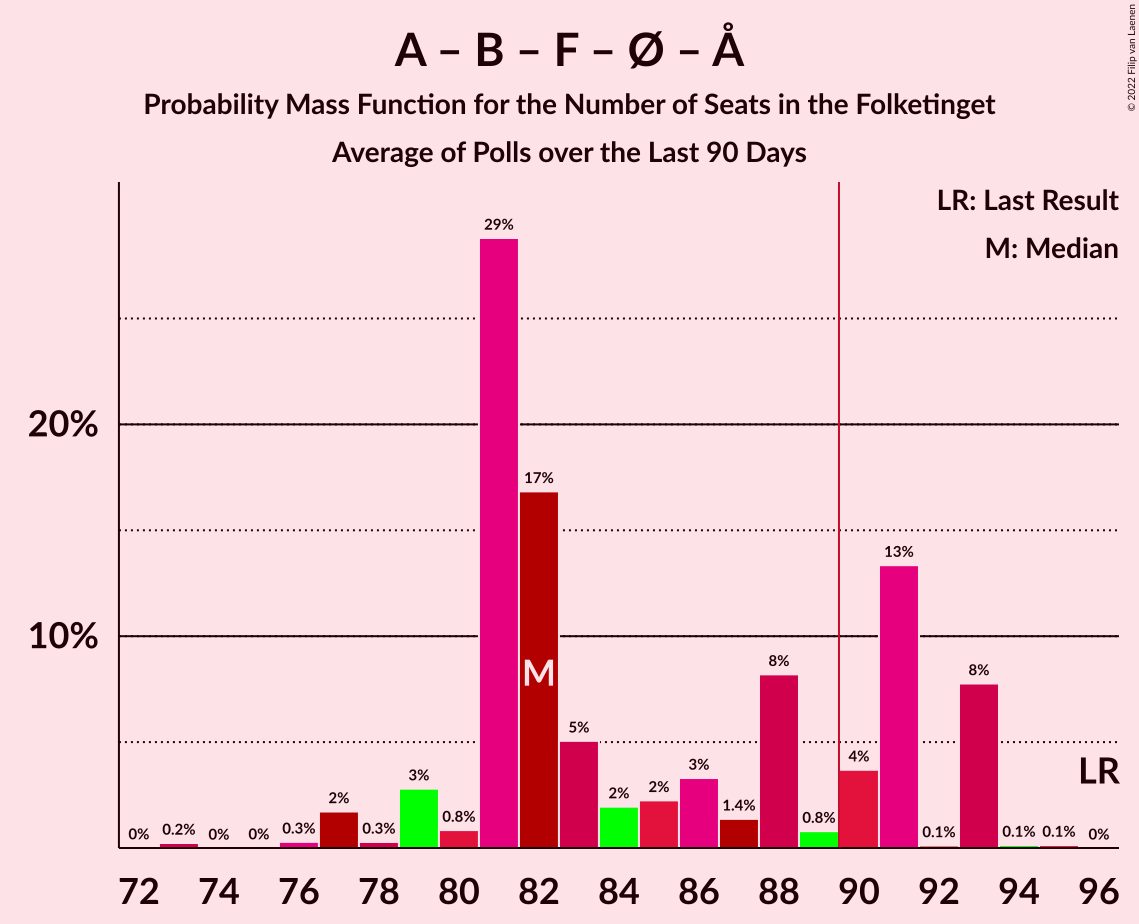 A – B – F – Ø – Å
Probability Mass Function for the Number of Seats in the Folketinget
Average of Polls over the Last 90 Days
© 2022 Filip van Laenen
LR: Last Result
M: Median
20%
10%
0% 0.2% 0% 0% 0.3% 2% 0.3% 3% 0.8% 29% 17% 5% 2% 2% 3% 1.4% 8% 0.8% 4% 13% 0.1% 8% 0.1% 0.1% 0%
M
LR
72 74 76 78 80 82 84 86 88 90 92 94 96